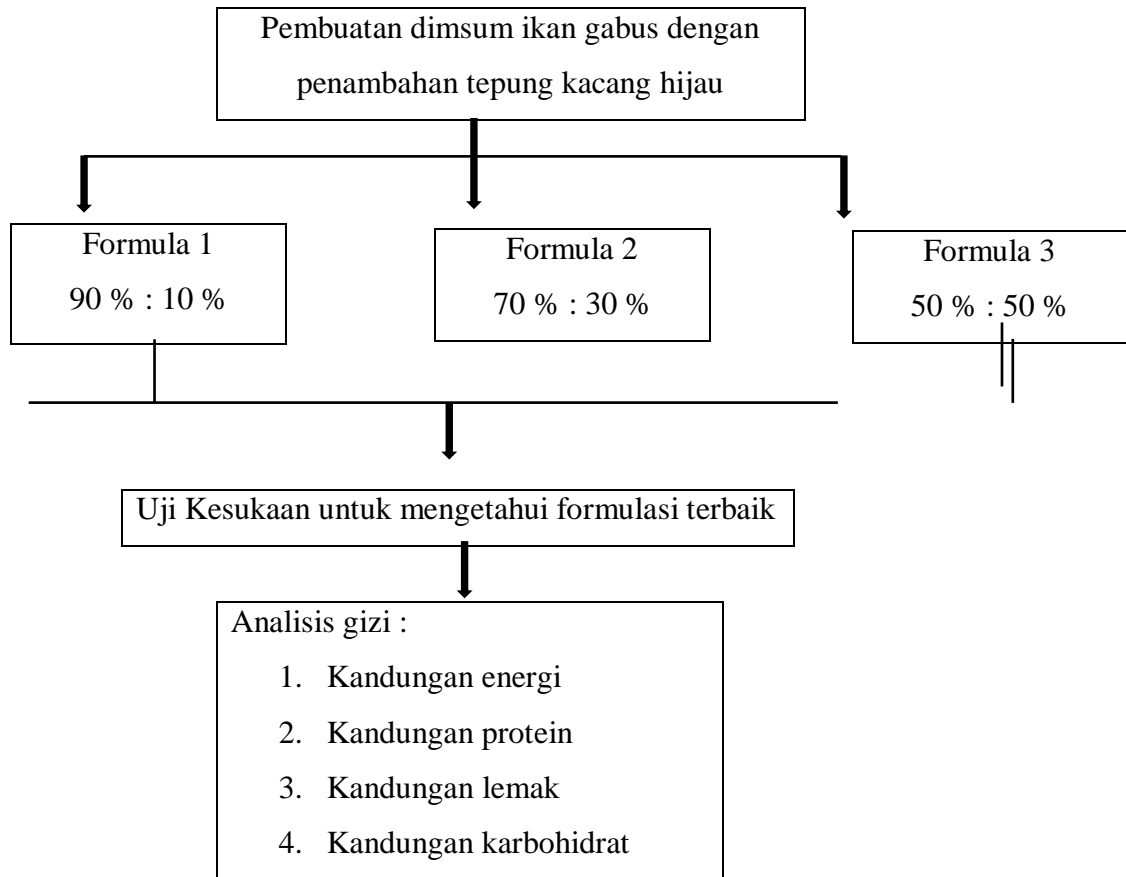 Pembuatan dimsum ikan gabus dengan
penambahan tepung kacang hijau
Formula 1
90 % : 10 %
Formula 2
70 % : 30 %
Formula 3
50 % : 50 %
Uji Kesukaan untuk mengetahui formulasi terbaik
Analisis gizi :
1. Kandungan energi
2. Kandungan protein
3. Kandungan lemak
4. Kandungan karbohidrat